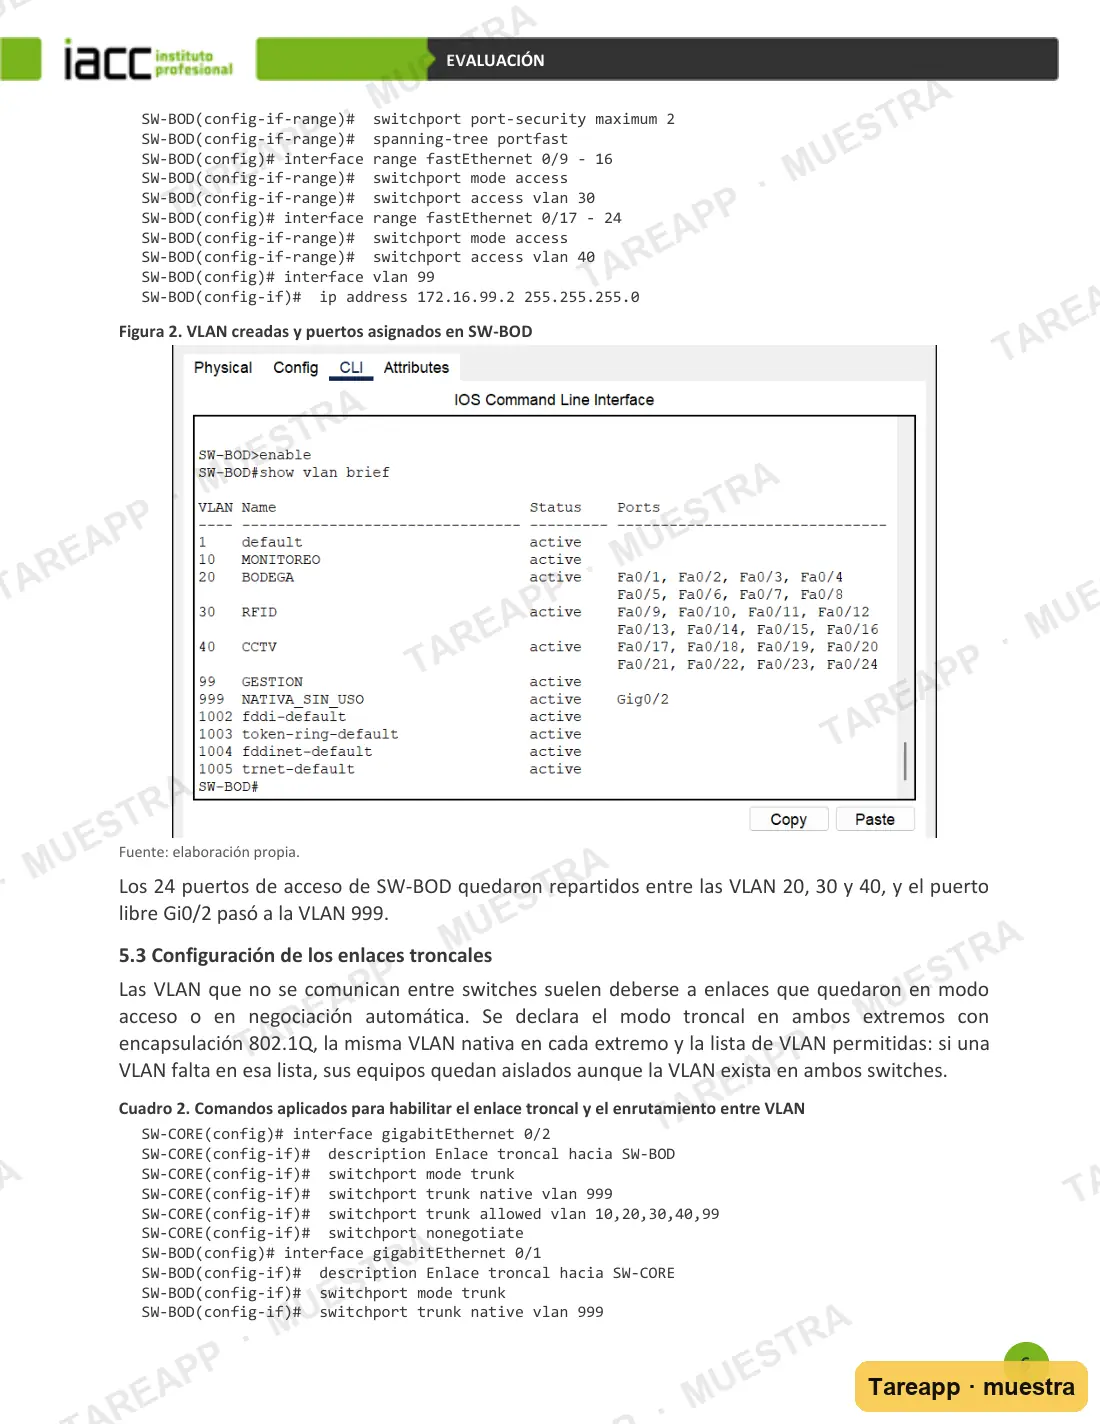 iacc instituto profesional
EVALUACIÓN
SW-BOD(config-if-range)#  switchport port-security maximum 2
SW-BOD(config-if-range)#  spanning-tree portfast
SW-BOD(config)# interface range fastEthernet 0/9 - 16
SW-BOD(config-if-range)#  switchport mode access
SW-BOD(config-if-range)#  switchport access vlan 30
SW-BOD(config)# interface range fastEthernet 0/17 - 24
SW-BOD(config-if-range)#  switchport mode access
SW-BOD(config-if-range)#  switchport access vlan 40
SW-BOD(config)# interface vlan 99
SW-BOD(config-if)#  ip address 172.16.99.2 255.255.255.0
Figura 2. VLAN creadas y puertos asignados en SW-BOD
Physical Config CLI Attributes
IOS Command Line Interface
SW-BOD>enable
SW-BOD#show vlan brief
VLAN Name Status Ports
---- -------------------------------- --------- -------------------------------
1 default active
10 MONITOREO active
20 BODEGA active Fa0/1, Fa0/2, Fa0/3, Fa0/4
Fa0/5, Fa0/6, Fa0/7, Fa0/8
30 RFID active Fa0/9, Fa0/10, Fa0/11, Fa0/12
Fa0/13, Fa0/14, Fa0/15, Fa0/16
40 CCTV active Fa0/17, Fa0/18, Fa0/19, Fa0/20
Fa0/21, Fa0/22, Fa0/23, Fa0/24
99 GESTION active
999 NATIVA_SIN_USO active Gig0/2
1002 fddi-default active
1003 token-ring-default active
1004 fddinet-default active
1005 trnet-default active
SW-BOD#
Copy Paste
Fuente: elaboración propia.
Los 24 puertos de acceso de SW-BOD quedaron repartidos entre las VLAN 20, 30 y 40, y el puerto
libre Gi0/2 pasó a la VLAN 999.
5.3 Configuración de los enlaces troncales
Las VLAN que no se comunican entre switches suelen deberse a enlaces que quedaron en modo
acceso o en negociación automática. Se declara el modo troncal en ambos extremos con
encapsulación 802.1Q, la misma VLAN nativa en cada extremo y la lista de VLAN permitidas: si una
VLAN falta en esa lista, sus equipos quedan aislados aunque la VLAN exista en ambos switches.
Cuadro 2. Comandos aplicados para habilitar el enlace troncal y el enrutamiento entre VLAN
SW-CORE(config)# interface gigabitEthernet 0/2
SW-CORE(config-if)#  description Enlace troncal hacia SW-BOD
SW-CORE(config-if)#  switchport mode trunk
SW-CORE(config-if)#  switchport trunk native vlan 999
SW-CORE(config-if)#  switchport trunk allowed vlan 10,20,30,40,99
SW-CORE(config-if)#  switchport nonegotiate
SW-BOD(config)# interface gigabitEthernet 0/1
SW-BOD(config-if)#  description Enlace troncal hacia SW-CORE
SW-BOD(config-if)#  switchport mode trunk
SW-BOD(config-if)#  switchport trunk native vlan 999
Tareapp · muestra
TAREAPP · MUESTRA